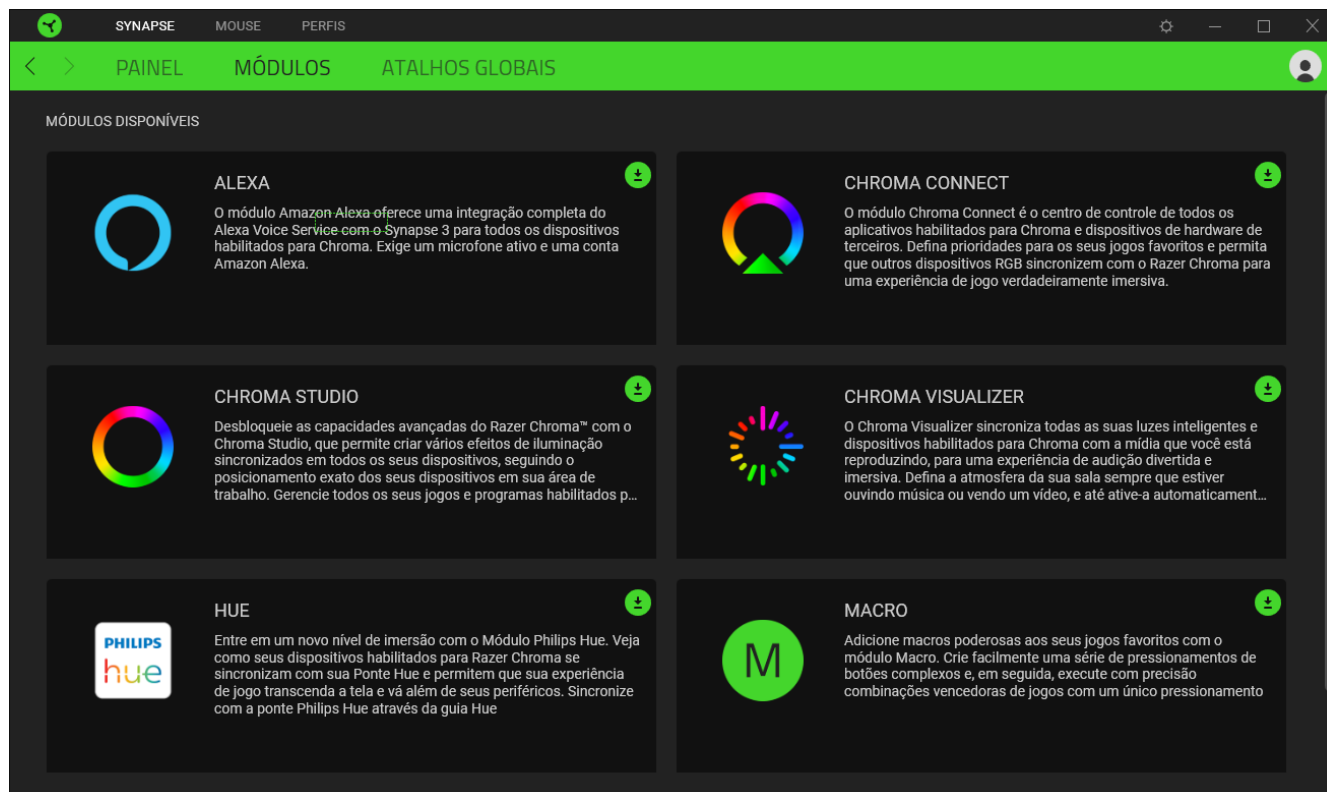 SYNAPSE MOUSE PERFIS
PAINEL MÓDULOS ATALHOS GLOBAIS
MÓDULOS DISPONÍVEIS
ALEXA
O módulo Amazon Alexa oferece uma integração completa do
Alexa Voice Service com o Synapse 3 para todos os dispositivos
habilitados para Chroma. Exige um microfone ativo e uma conta
Amazon Alexa.
CHROMA CONNECT
O módulo Chroma Connect é o centro de controle de todos os
aplicativos habilitados para Chroma e dispositivos de hardware de
terceiros. Defina prioridades para os seus jogos favoritos e permita
que outros dispositivos RGB sincronizem com o Razer Chroma para
uma experiência de jogo verdadeiramente imersiva.
CHROMA STUDIO
Desbloqueie as capacidades avançadas do Razer Chroma™ com o
Chroma Studio, que permite criar vários efeitos de iluminação
sincronizados em todos os seus dispositivos, seguindo o
posicionamento exato dos seus dispositivos em sua área de
trabalho. Gerencie todos os seus jogos e programas habilitados p...
CHROMA VISUALIZER
O Chroma Visualizer sincroniza todas as suas luzes inteligentes e
dispositivos habilitados para Chroma com a mídia que você está
reproduzindo, para uma experiência de audição divertida e
imersiva. Defina a atmosfera da sua sala sempre que estiver
ouvindo música ou vendo um vídeo, e até ative-a automaticament...
PHILIPS
hue
HUE
Entre em um novo nível de imersão com o Módulo Philips Hue. Veja
como seus dispositivos habilitados para Razer Chroma se
sincronizam com sua Ponte Hue e permitem que sua experiência
de jogo transcenda a tela e vá além de seus periféricos. Sincronize
com a ponte Philips Hue através da guia Hue
M
MACRO
Adicione macros poderosas aos seus jogos favoritos com o
módulo Macro. Crie facilmente uma série de pressionamentos de
botões complexos e, em seguida, execute com precisão
combinações vencedoras de jogos com um único pressionamento